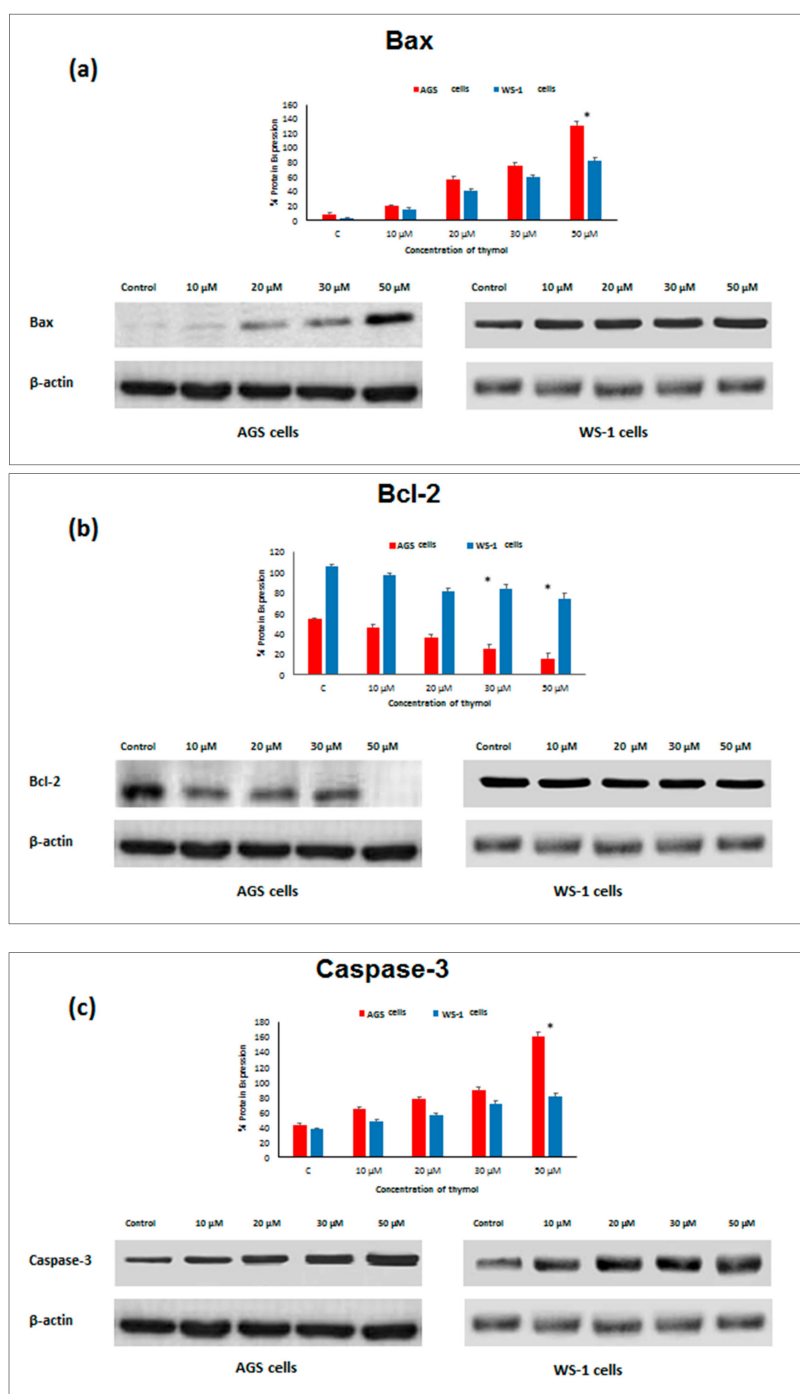 Bax
(a)
AGS cells WS-1 cells
% Protein Expression
160
140
120
100
80
60
40
20
0
C 10 µM 20 µM 30 µM 50 µM
*
Concentration of thymol
Control 10 µM 20 µM 30 µM 50 µM Control 10 µM 20 µM 30 µM 50 µM
Bax
β-actin
AGS cells WS-1 cells
Bcl-2
(b)
AGS cells WS-1 cells
% Protein Expression
120
100
80
60
40
20
0
* *
C 10 µM 20 µM 30 µM 50 µM
Concentration of thymol
Control 10 µM 20 µM 30 µM 50 µM Control 10 µM 20 µM 30 µM 50 µM
Bcl-2
β-actin
AGS cells WS-1 cells
Caspase-3
(c)
AGS cells WS-1 cells
% Protein Expression
180
160
140
120
100
80
60
40
20
0
*
C 10 µM 20 µM 30 µM 50 µM
Concentration of thymol
Control 10 µM 20 µM 30 µM 50 µM Control 10 µM 20 µM 30 µM 50 µM
Caspase-3
β-actin
AGS cells WS-1 cells